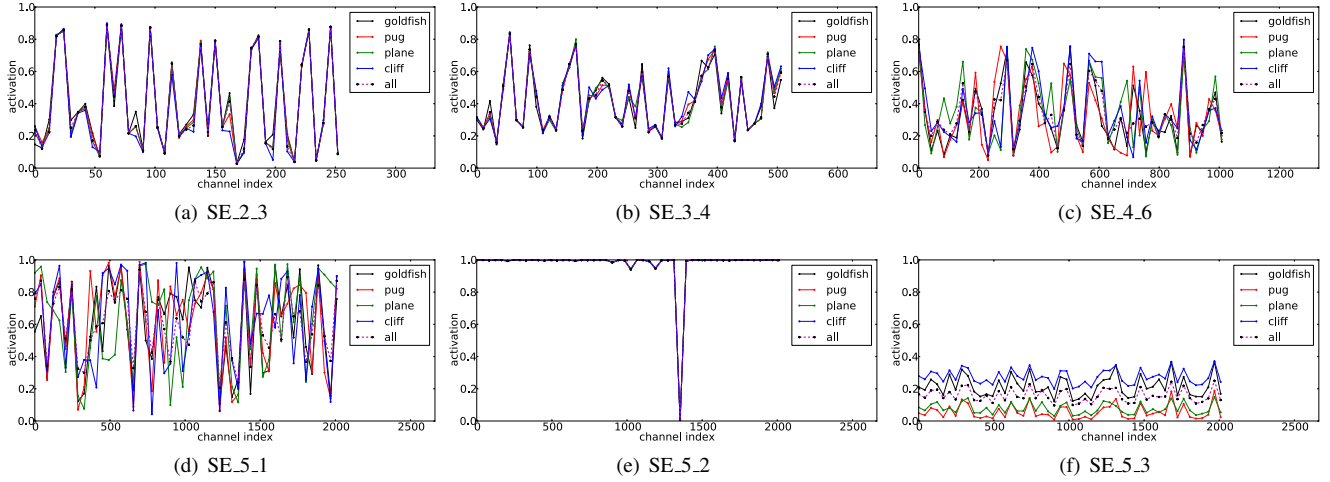 1.0
0.8
0.6
0.4
0.2
0.0
activation
0 50 100 150 200 250 300
channel index
goldfish
pug
plane
cliff
all
(a) SE_2_3
1.0
0.8
0.6
0.4
0.2
0.0
activation
0 100 200 300 400 500 600
channel index
goldfish
pug
plane
cliff
all
(b) SE_3_4
1.0
0.8
0.6
0.4
0.2
0.0
activation
0 200 400 600 800 1000 1200
channel index
goldfish
pug
plane
cliff
all
(c) SE_4_6
1.0
0.8
0.6
0.4
0.2
0.0
activation
0 500 1000 1500 2000 2500
channel index
goldfish
pug
plane
cliff
all
(d) SE_5_1
1.0
0.8
0.6
0.4
0.2
0.0
activation
0 500 1000 1500 2000 2500
channel index
goldfish
pug
plane
cliff
all
(e) SE_5_2
1.0
0.8
0.6
0.4
0.2
0.0
activation
0 500 1000 1500 2000 2500
channel index
goldfish
pug
plane
cliff
all
(f) SE_5_3